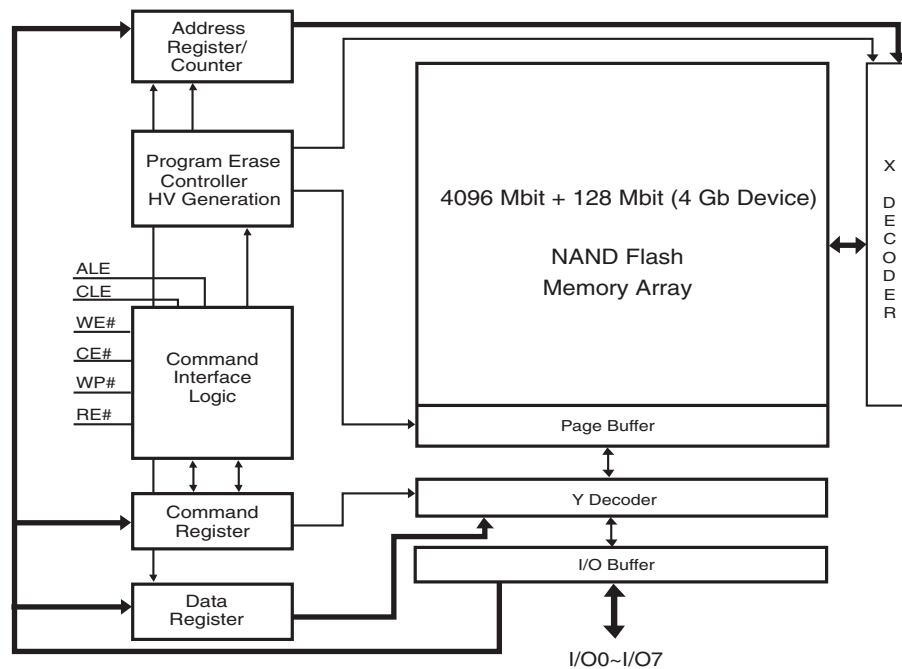 Address
Register/
Counter
Program Erase
Controller
HV Generation
ALE
CLE
WE#
CE#
WP#
RE#
Command
Interface
Logic
Command
Register
Data
Register
4096 Mbit + 128 Mbit (4 Gb Device)
NAND Flash
Memory Array
Page Buffer
Y Decoder
I/O Buffer
I/O0~I/O7
X
DECODER